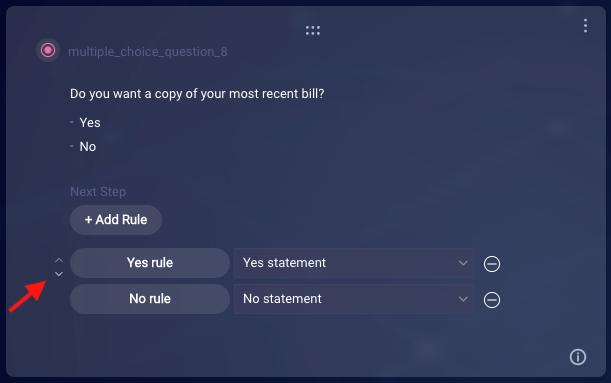 multiple_choice_question_8
Do you want a copy of your most recent bill?
- Yes
- No
Next Step
+ Add Rule
Yes rule Yes statement
No rule No statement